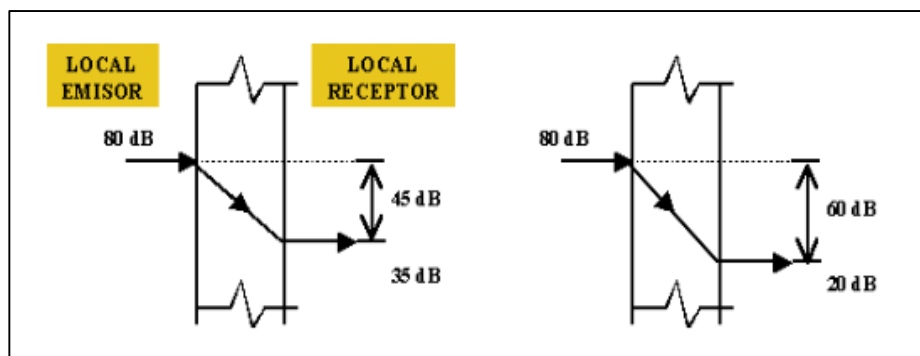 LOCAL
EMISOR
LOCAL
RECEPTOR
80 dB
45 dB
35 dB
80 dB
60 dB
20 dB